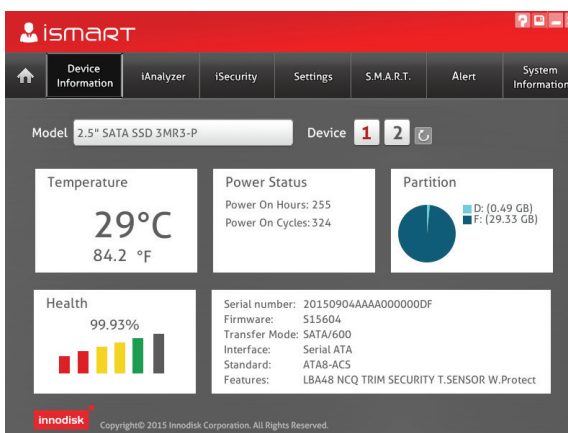 ismart
Device Information
iAnalyzer
iSecurity
Settings
S.M.A.R.T.
Alert
System Information
Model 2.5" SATA SSD 3MR3-P Device 1 2
Temperature
29°C
84.2 °F
Power Status
Power On Hours: 255
Power On Cycles: 324
Partition
D: (0.49 GB)
F: (29.33 GB)
Health
99.93%
Serial number: 20150904AAAA000000DF
Firmware: S15604
Transfer Mode: SATA/600
Interface: Serial ATA
Standard: ATA8-ACS
Features: LBA48 NCQ TRIM SECURITY T.SENSOR W.Protect
innodisk
Copyright© 2015 Innodisk Corporation. All Rights Reserved.